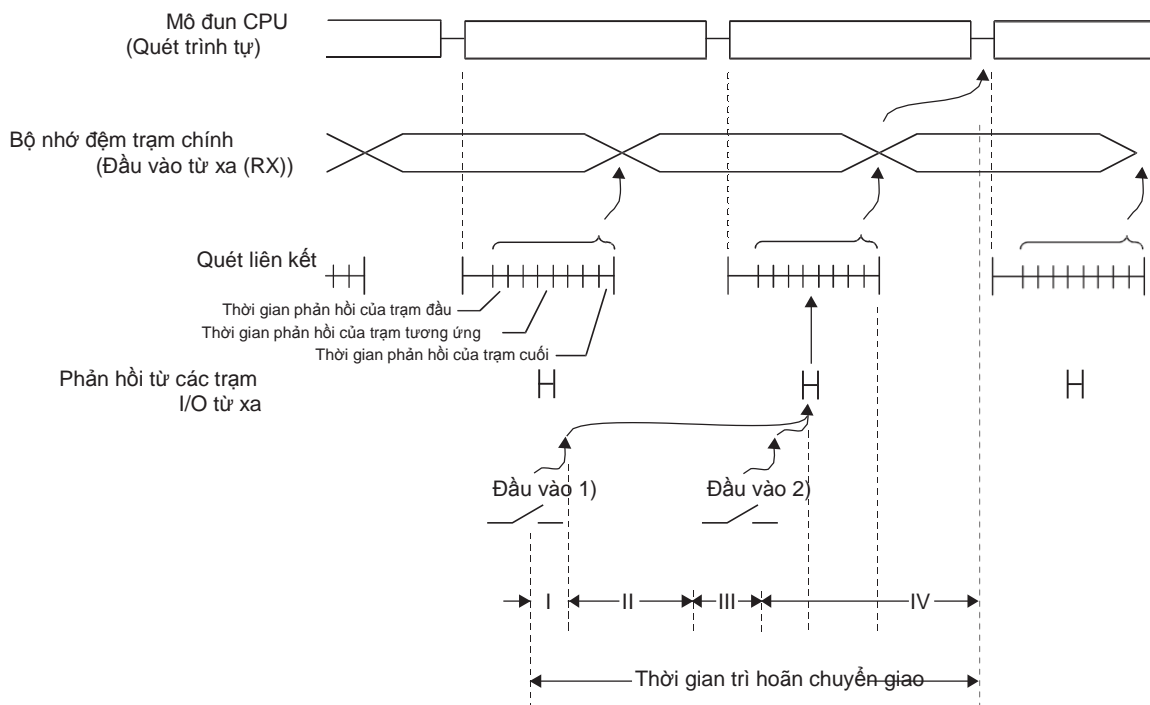 Mô đun CPU
(Quét trình tự)
Bộ nhớ đệm trạm chính
(Đầu vào từ xa (RX))
Quét liên kết
Thời gian phản hồi của trạm đầu
Thời gian phản hồi của trạm tương ứng
Thời gian phản hồi của trạm cuối
Phản hồi từ các trạm
I/O từ xa
Đầu vào 1)
Đầu vào 2)
I
II
III
IV
Thời gian trì hoãn chuyển giao